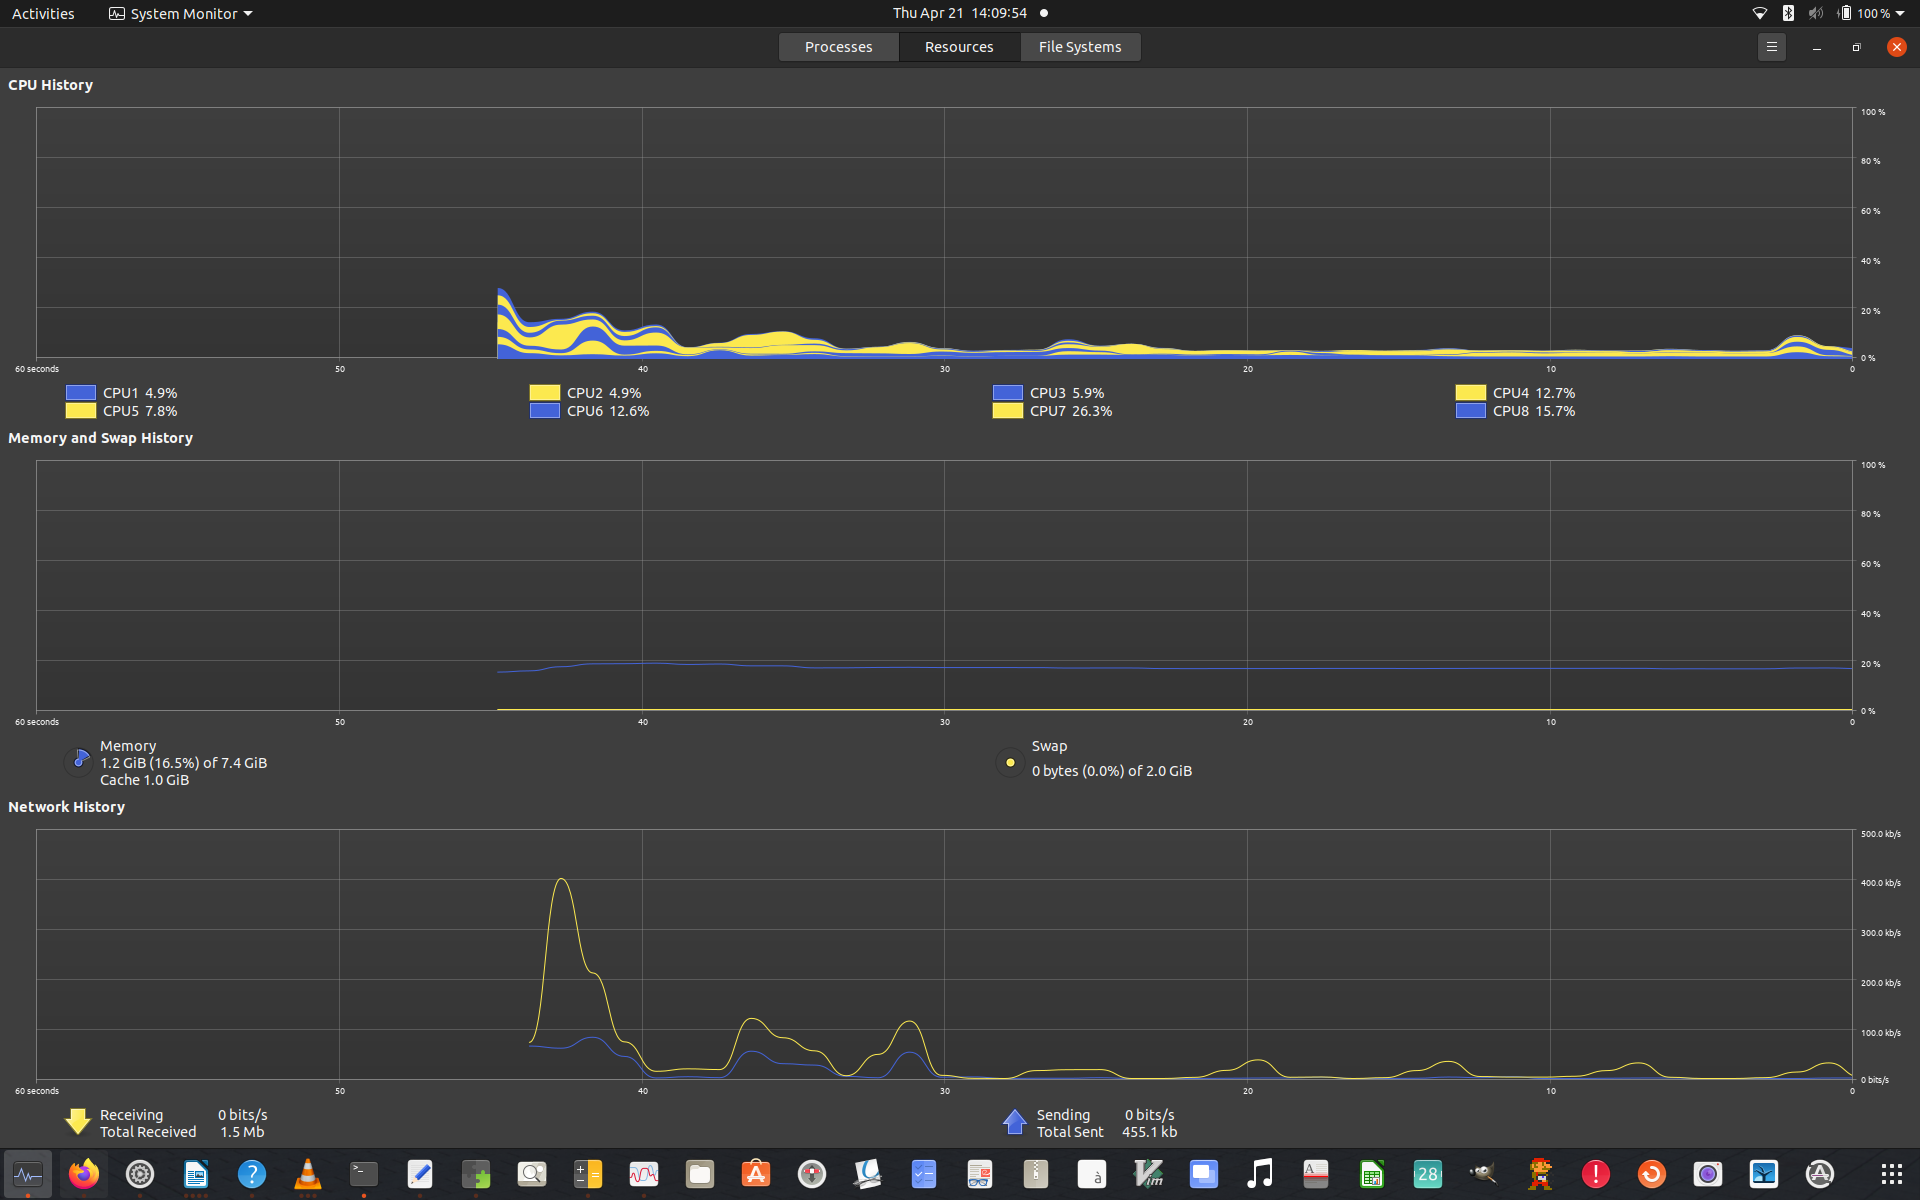 Activities System Monitor Thu Apr 21 14:09:54 100 %
Processes Resources File Systems
CPU History
100 %
80 %
60 %
40 %
20 %
0 %
60 seconds 50 40 30 20 10 0
CPU1 4.9% CPU2 4.9% CPU3 5.9% CPU4 12.7%
CPU5 7.8% CPU6 12.6% CPU7 26.3% CPU8 15.7%
Memory and Swap History
100 %
80 %
60 %
40 %
20 %
0 %
60 seconds 50 40 30 20 10 0
Memory
1.2 GiB (16.5%) of 7.4 GiB
Cache 1.0 GiB
Swap
0 bytes (0.0%) of 2.0 GiB
Network History
500.0 kb/s
400.0 kb/s
300.0 kb/s
200.0 kb/s
100.0 kb/s
0 bits/s
60 seconds 50 40 30 20 10 0
Receiving 0 bits/s
Total Received 1.5 Mb
Sending 0 bits/s
Total Sent 455.1 kb
? >_ A à Vim A 28 !